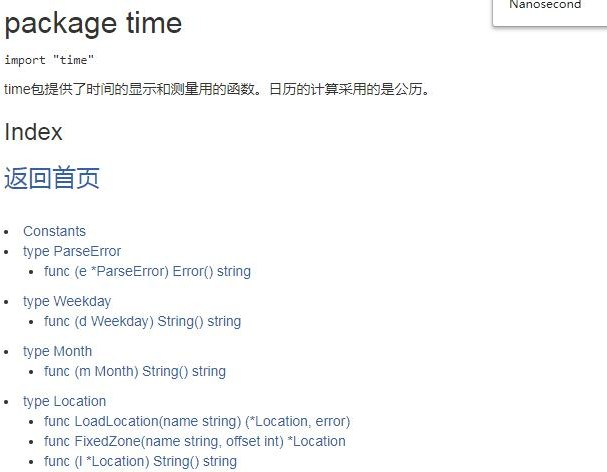 Nanosecond
package time
import "time"
time包提供了时间的显示和测量用的函数。日历的计算采用的是公历。
Index
返回首页
Constants
type ParseError
func (e *ParseError) Error() string
type Weekday
func (d Weekday) String() string
type Month
func (m Month) String() string
type Location
func LoadLocation(name string) (*Location, error)
func FixedZone(name string, offset int) *Location
func (l *Location) String() string